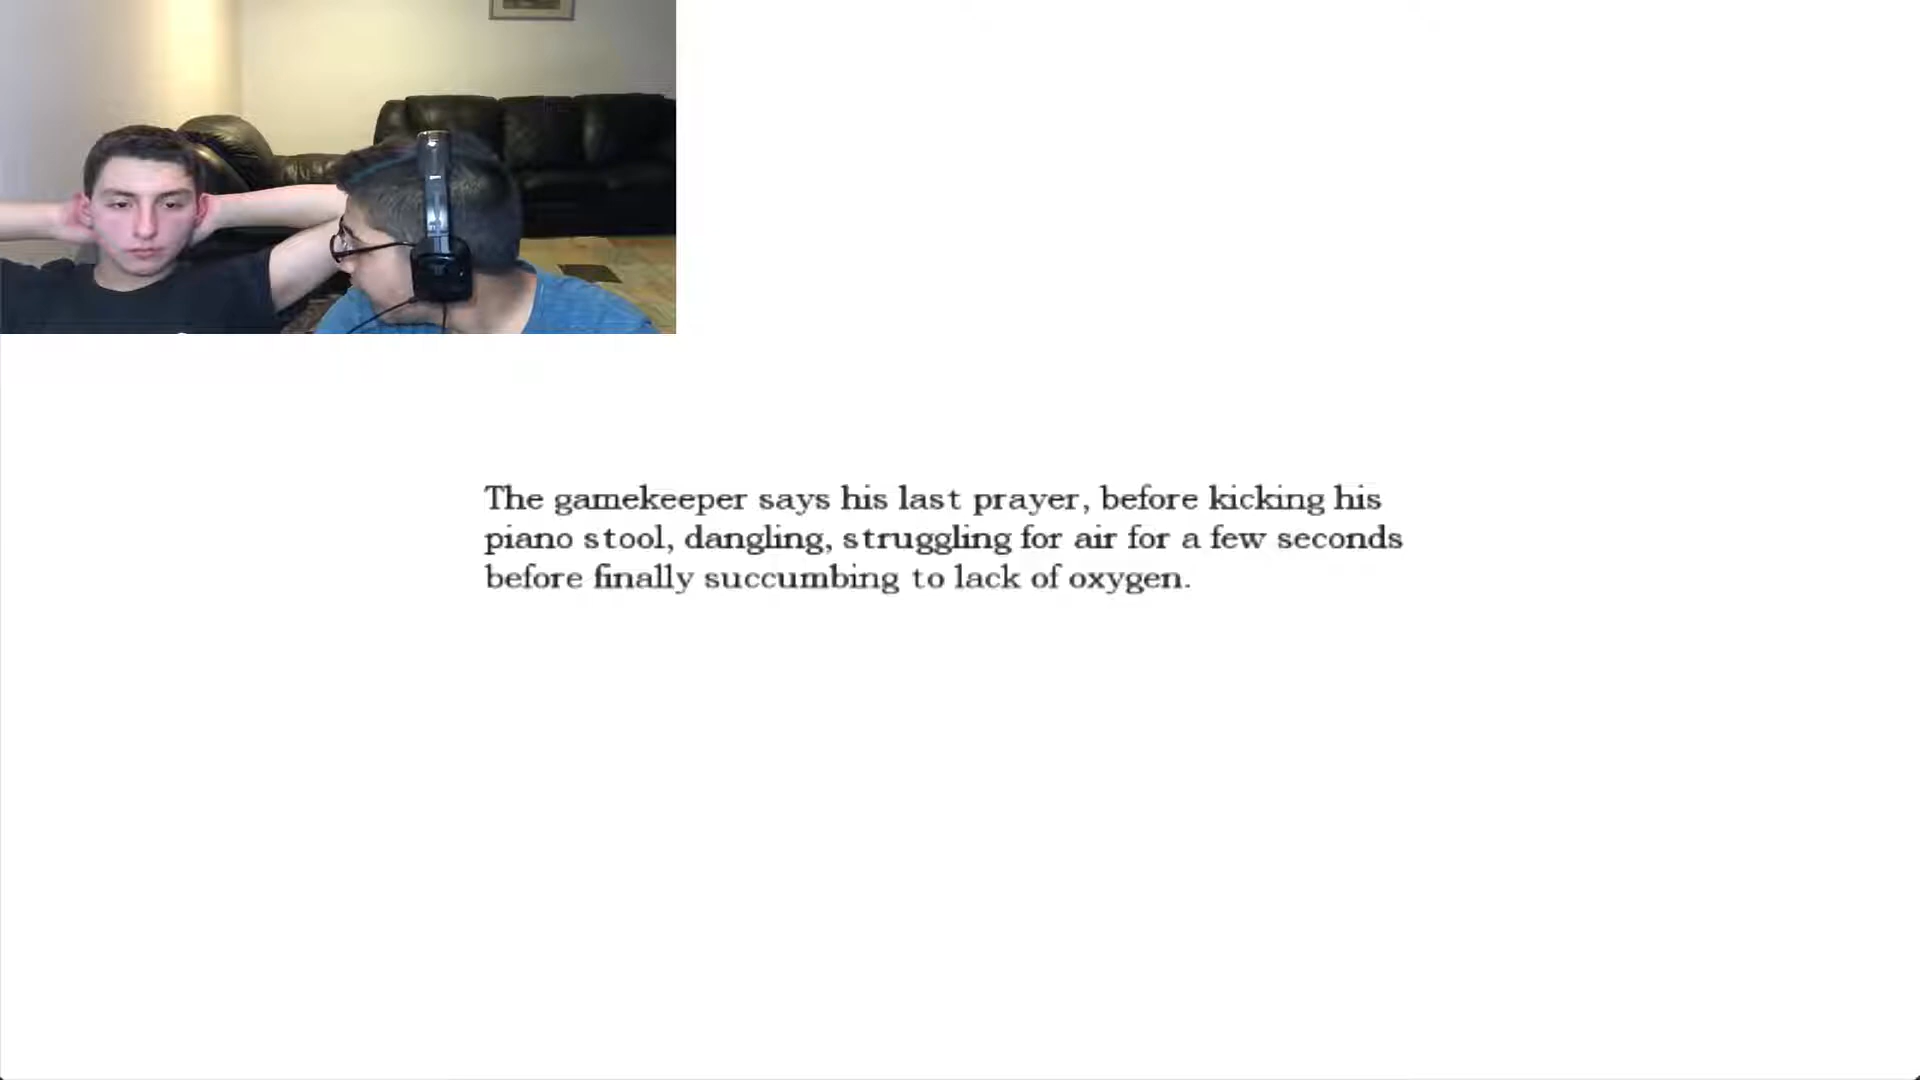 The gamekeeper says his last prayer, before kicking his
piano stool, dangling, struggling for air for a few seconds
before finally succumbing to lack of oxygen.